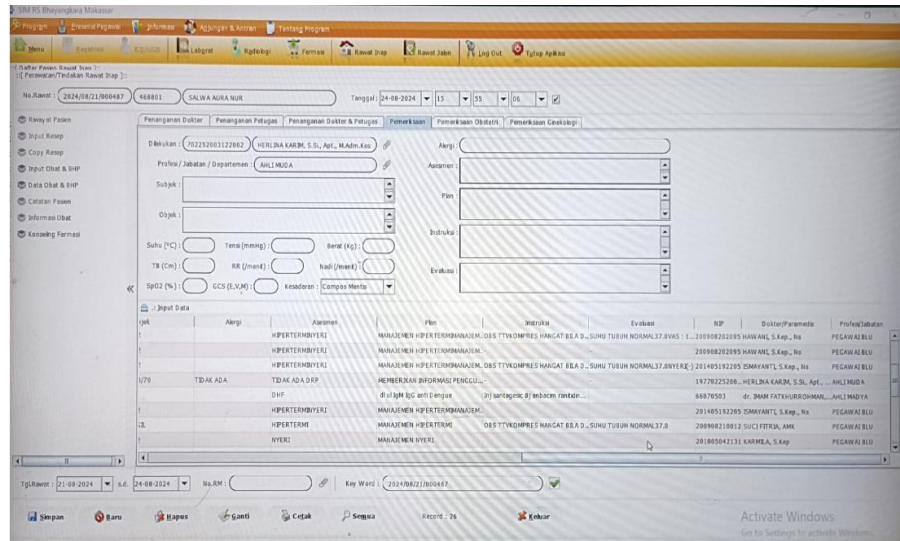 SIM RS Bhayangkara Makassar
Program Presensi Pegawai Informasi Anjungan & Antrian Tentang Program
Menu Registrasi Laborat Radiologi Farmasi Rawat Inap Rawat Jalan Log Out Tutup Aplikasi
::[ Perawatan/Tindakan Rawat Inap ]::
No.Rawat : 2024/08/21/000487 468801 SALWA AURA NUR Tanggal : 24-08-2024 15 55 06
Riwayat Pasien
Input Resep
Copy Resep
Input Obat & BHP
Data Obat & BHP
Catatan Pasien
Informasi Obat
Konseling Farmasi
Penanganan Dokter Penanganan Petugas Penanganan Dokter & Petugas Pemeriksaan Pemeriksaan Obstetri Pemeriksaan Ginekologi
Dilakukan : 702252003122002 HERLINA KARIM, S.Si., Apt., M.Adm.Kes Alergi :
Profesi / Jabatan / Departemen : AHLI MUDA Asesmen :
Subjek : Plan :
Objek : Instruksi :
Suhu (°C) : Tensi (mmHg) : Berat (Kg) :
TB (Cm) : RR (/menit) : Nadi (/menit) : Evaluasi :
SpO2 (%) : GCS (E,V,M) : Kesadaran : Compos Mentis
.: Input Data
jek Alergi Asesmen Plan Instruksi Evaluasi NIP Dokter/Paramedis Profesi/Jabatan
HIPERTERMINYERI MANAJEMEN HIPERTERMIMANAJEM... OBS TTVKOMPRES HANGAT BILA D... SUHU TUBUH NORMAL37.8VAS : 1... 200908202095 HAWANI, S.Kep., Ns PEGAWAI BLU
HIPERTERMINYERI MANAJEMEN HIPERTERMIMANAJEM... 200908202095 HAWANI, S.Kep., Ns PEGAWAI BLU
HIPERTERMINYERI MANAJEMEN HIPERTERMIMANAJEM... OBS TTVKOMPRES HANGAT BILA D... SUHU TUBUH NORMAL37.8NYERI(-) 201405192205 ISMAYANTI, S.Kep., Ns PEGAWAI BLU
/70 TIDAK ADA TIDAK ADA DRP MEMBERIKAN INFORMASI PENGGU... - 19770225200... HERLINA KARIM, S.Si., Apt., ... AHLI MUDA
DHF dl ul IgM IgG anti Dengue Inj santagesic Bj anbacim ranitidin... 66870503 dr. IMAM FATKHURROHMAN,... AHLI MADYA
HIPERTERMINYERI MANAJEMEN HIPERTERMIMANAJEM... 201405192205 ISMAYANTI, S.Kep., Ns PEGAWAI BLU
HIPERTERMI MANAJEMEN HIPERTERMI OBS TTVKOMPRES HANGAT BILA D... SUHU TUBUH NORMAL37.8 200908210012 SUCI FITRIA, AMK PEGAWAI BLU
NYERI MANAJEMEN NYERI 201805042131 KARMILA, S.Kep PEGAWAI BLU
Tgl.Rawat : 21-08-2024 s.d. 24-08-2024 No.RM : Key Word : 2024/08/21/000487
Simpan Baru Hapus Ganti Cetak Semua Record : 26 Keluar
Activate Windows
Go to Settings to activate Windows.